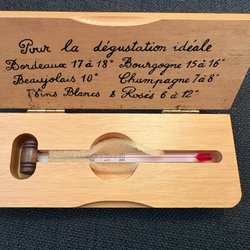 Pour la dégustation idéale
Bordeaux 17 à 18° Bourgogne 15 à 16°
Beaujolais 10° Champagne 7 à 8°
Vins Blancs & Rosés 6 à 12°